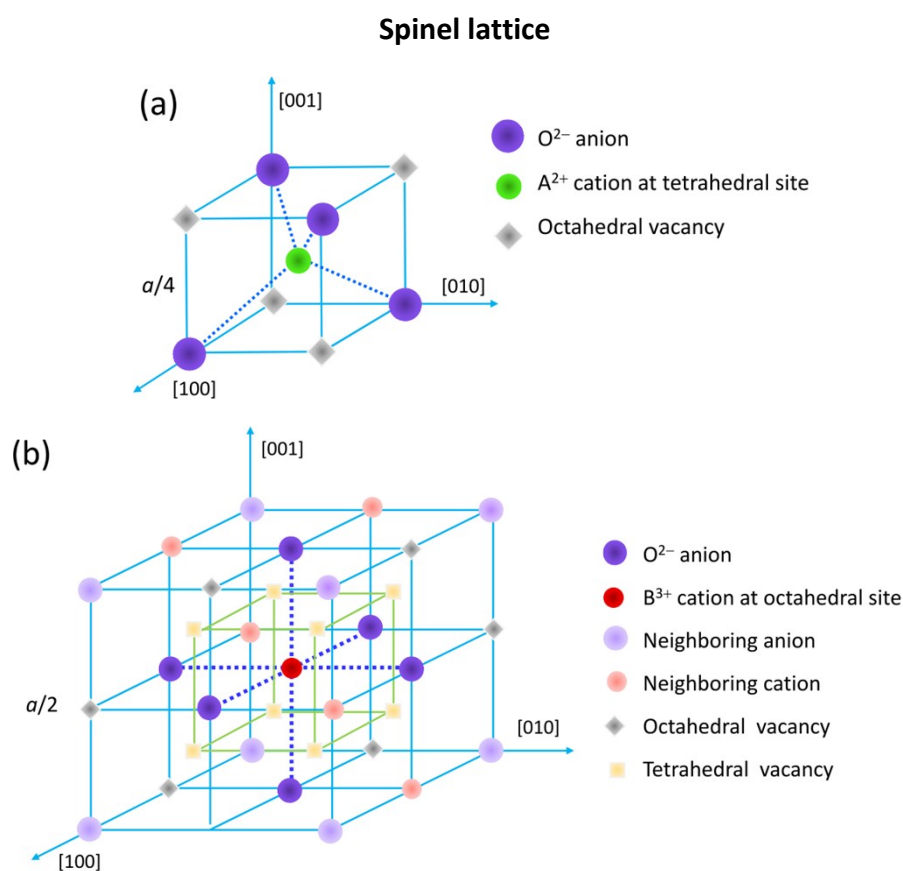 Spinel lattice
(a)
[001]
O²⁻ anion
A²⁺ cation at tetrahedral site
Octahedral vacancy
a/4
[010]
[100]
(b)
[001]
O²⁻ anion
B³⁺ cation at octahedral site
Neighboring anion
Neighboring cation
a/2
Octahedral vacancy
[010]
Tetrahedral vacancy
[100]